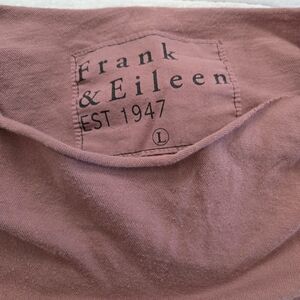 Frank
& Eileen
EST 1947
L